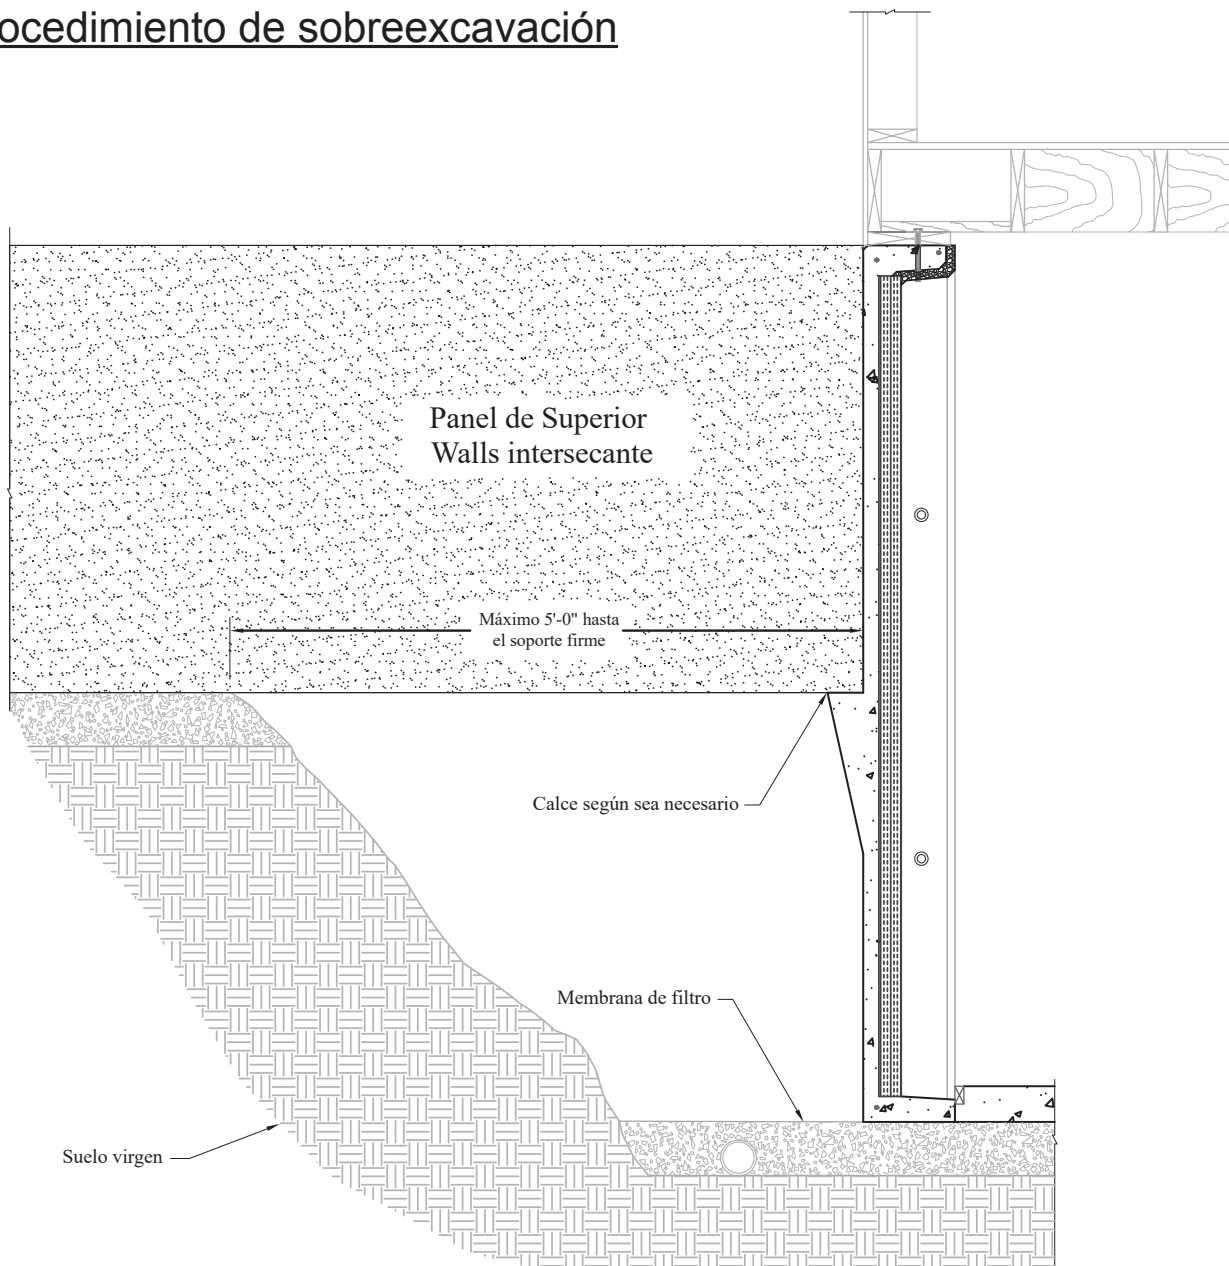 ocedimiento de sobreexcavación
Panel de Superior
Walls intersecante
Máximo 5'-0" hasta
el soporte firme
Calce según sea necesario
Membrana de filtro
Suelo virgen